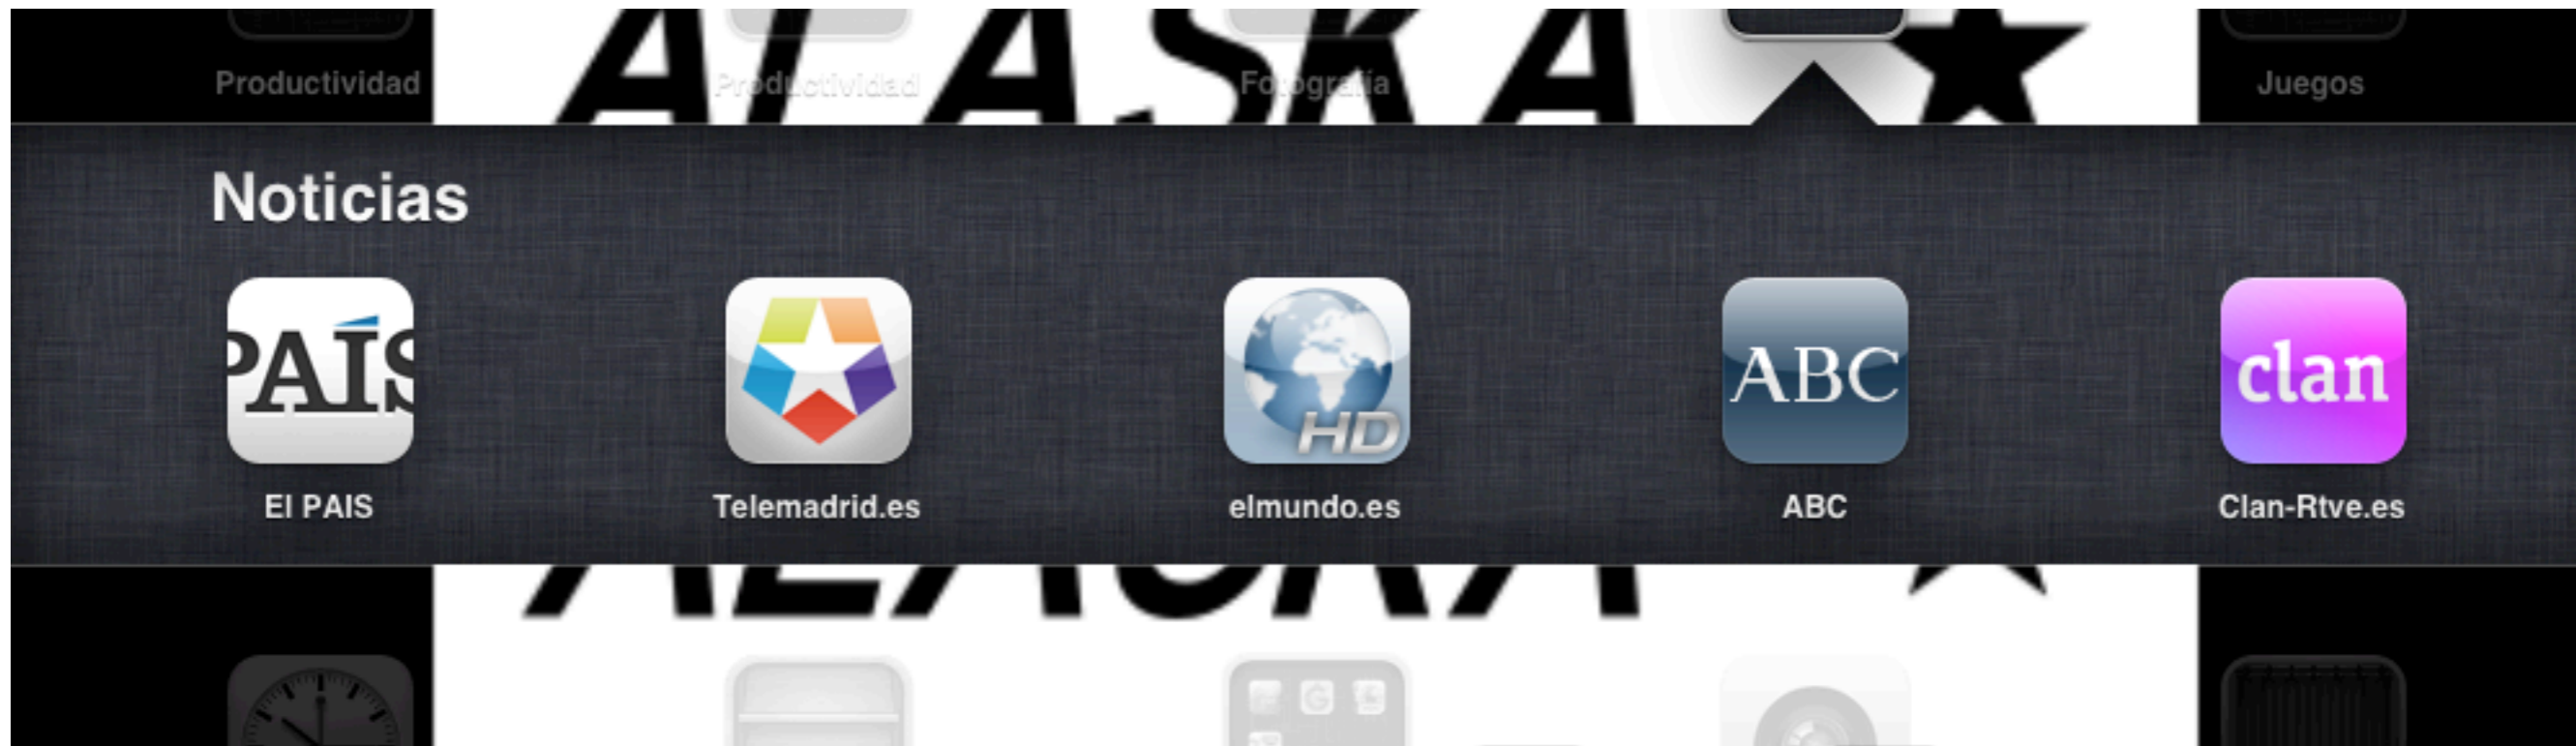 ALASKA
Productividad Productividad Fotografía Juegos
Noticias
PAÍS HD ABC clan
El PAIS Telemadrid.es elmundo.es ABC Clan-Rtve.es
ALASKA
G